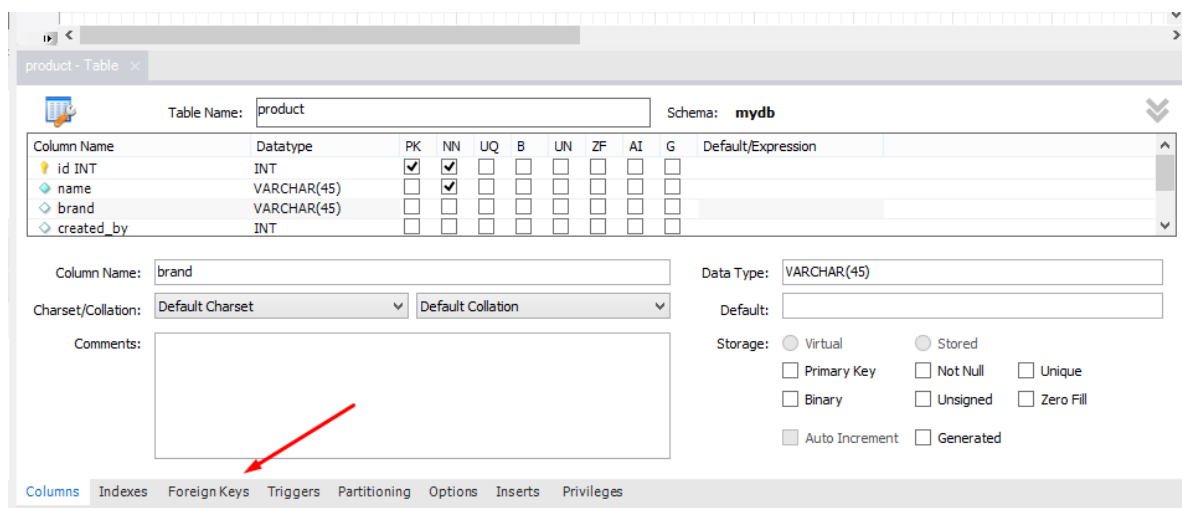 product - Table ×
Table Name: product Schema: mydb
Column Name Datatype PK NN UQ B UN ZF AI G Default/Expression
id INT INT
name VARCHAR(45)
brand VARCHAR(45)
created_by INT
Column Name: brand Data Type: VARCHAR(45)
Charset/Collation: Default Charset Default Collation Default:
Comments: Storage: Virtual Stored
Primary Key Not Null Unique
Binary Unsigned Zero Fill
Auto Increment Generated
Columns Indexes Foreign Keys Triggers Partitioning Options Inserts Privileges